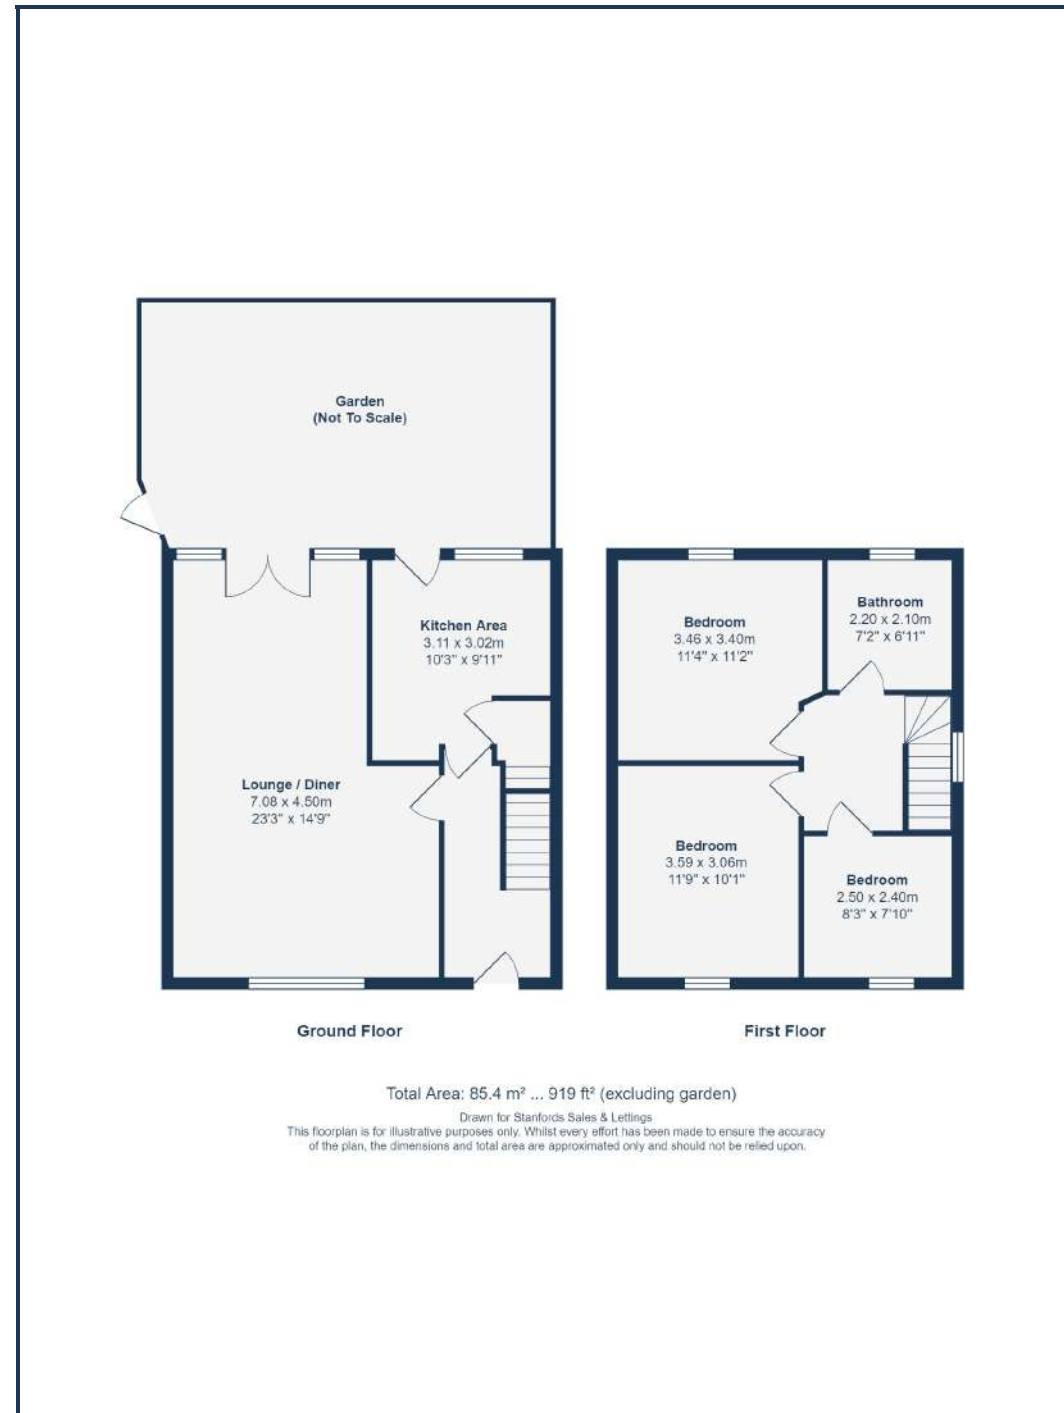 Garden
(Not To Scale)
Kitchen Area
3.11 x 3.02m
10'3" x 9'11"
Lounge / Diner
7.08 x 4.50m
23'3" x 14'9"
Bedroom
3.46 x 3.40m
11'4" x 11'2"
Bathroom
2.20 x 2.10m
7'2" x 6'11"
Bedroom
3.59 x 3.06m
11'9" x 10'1"
Bedroom
2.50 x 2.40m
8'3" x 7'10"
Ground Floor
First Floor
Total Area: 85.4 m² ... 919 ft² (excluding garden)
Drawn for Stanfords Sales & Lettings
This floorplan is for illustrative purposes only. Whilst every effort has been made to ensure the accuracy
of the plan, the dimensions and total area are approximated only and should not be relied upon.